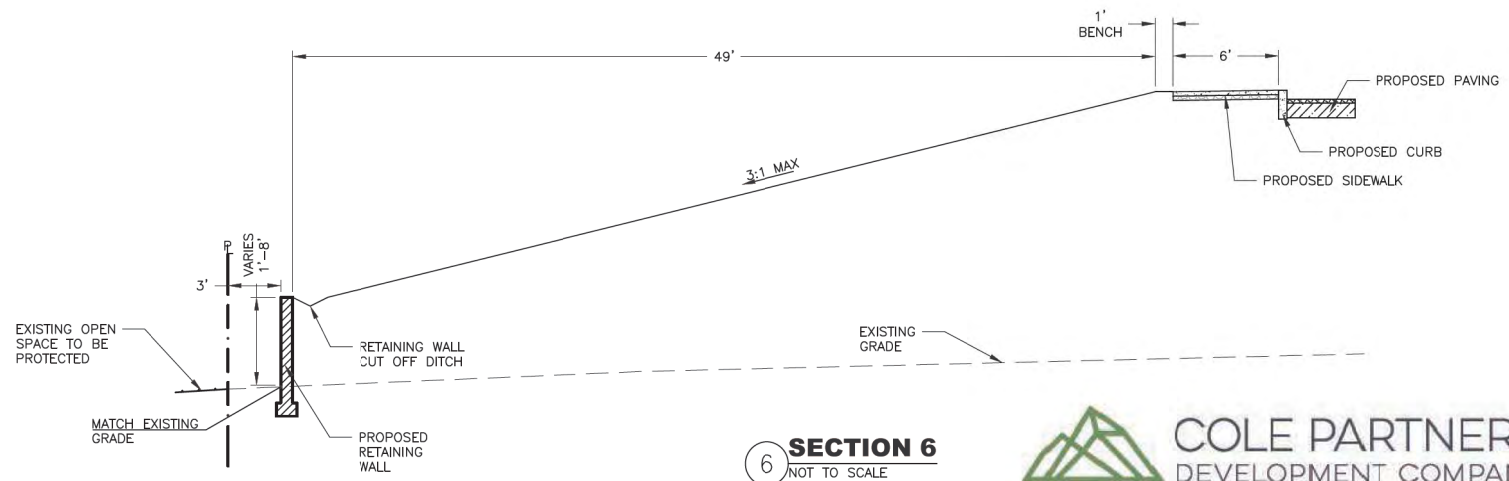 1'
BENCH
49'
6'
PROPOSED PAVING
PROPOSED CURB
PROPOSED SIDEWALK
3:1 MAX
PL
VARIES
1'-8'
3'
EXISTING OPEN
SPACE TO BE
PROTECTED
RETAINING WALL
CUT OFF DITCH
EXISTING
GRADE
MATCH EXISTING
GRADE
PROPOSED
RETAINING
WALL
6
SECTION 6
NOT TO SCALE
COLE PARTNER
DEVELOPMENT COMPAN